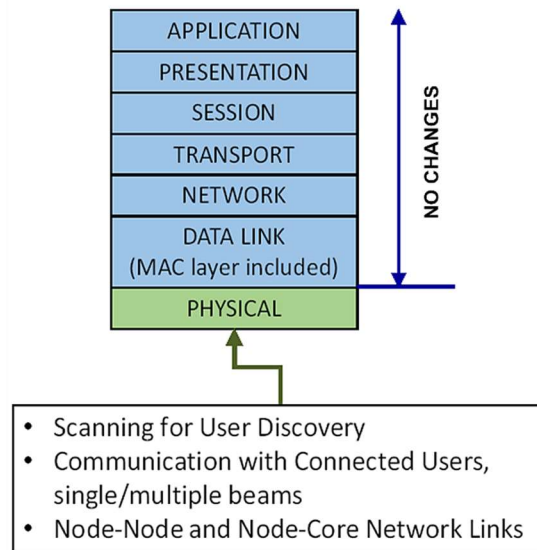 APPLICATION
PRESENTATION
SESSION
TRANSPORT
NETWORK
DATA LINK
(MAC layer included)
PHYSICAL
NO CHANGES
• Scanning for User Discovery
• Communication with Connected Users,
single/multiple beams
• Node-Node and Node-Core Network Links